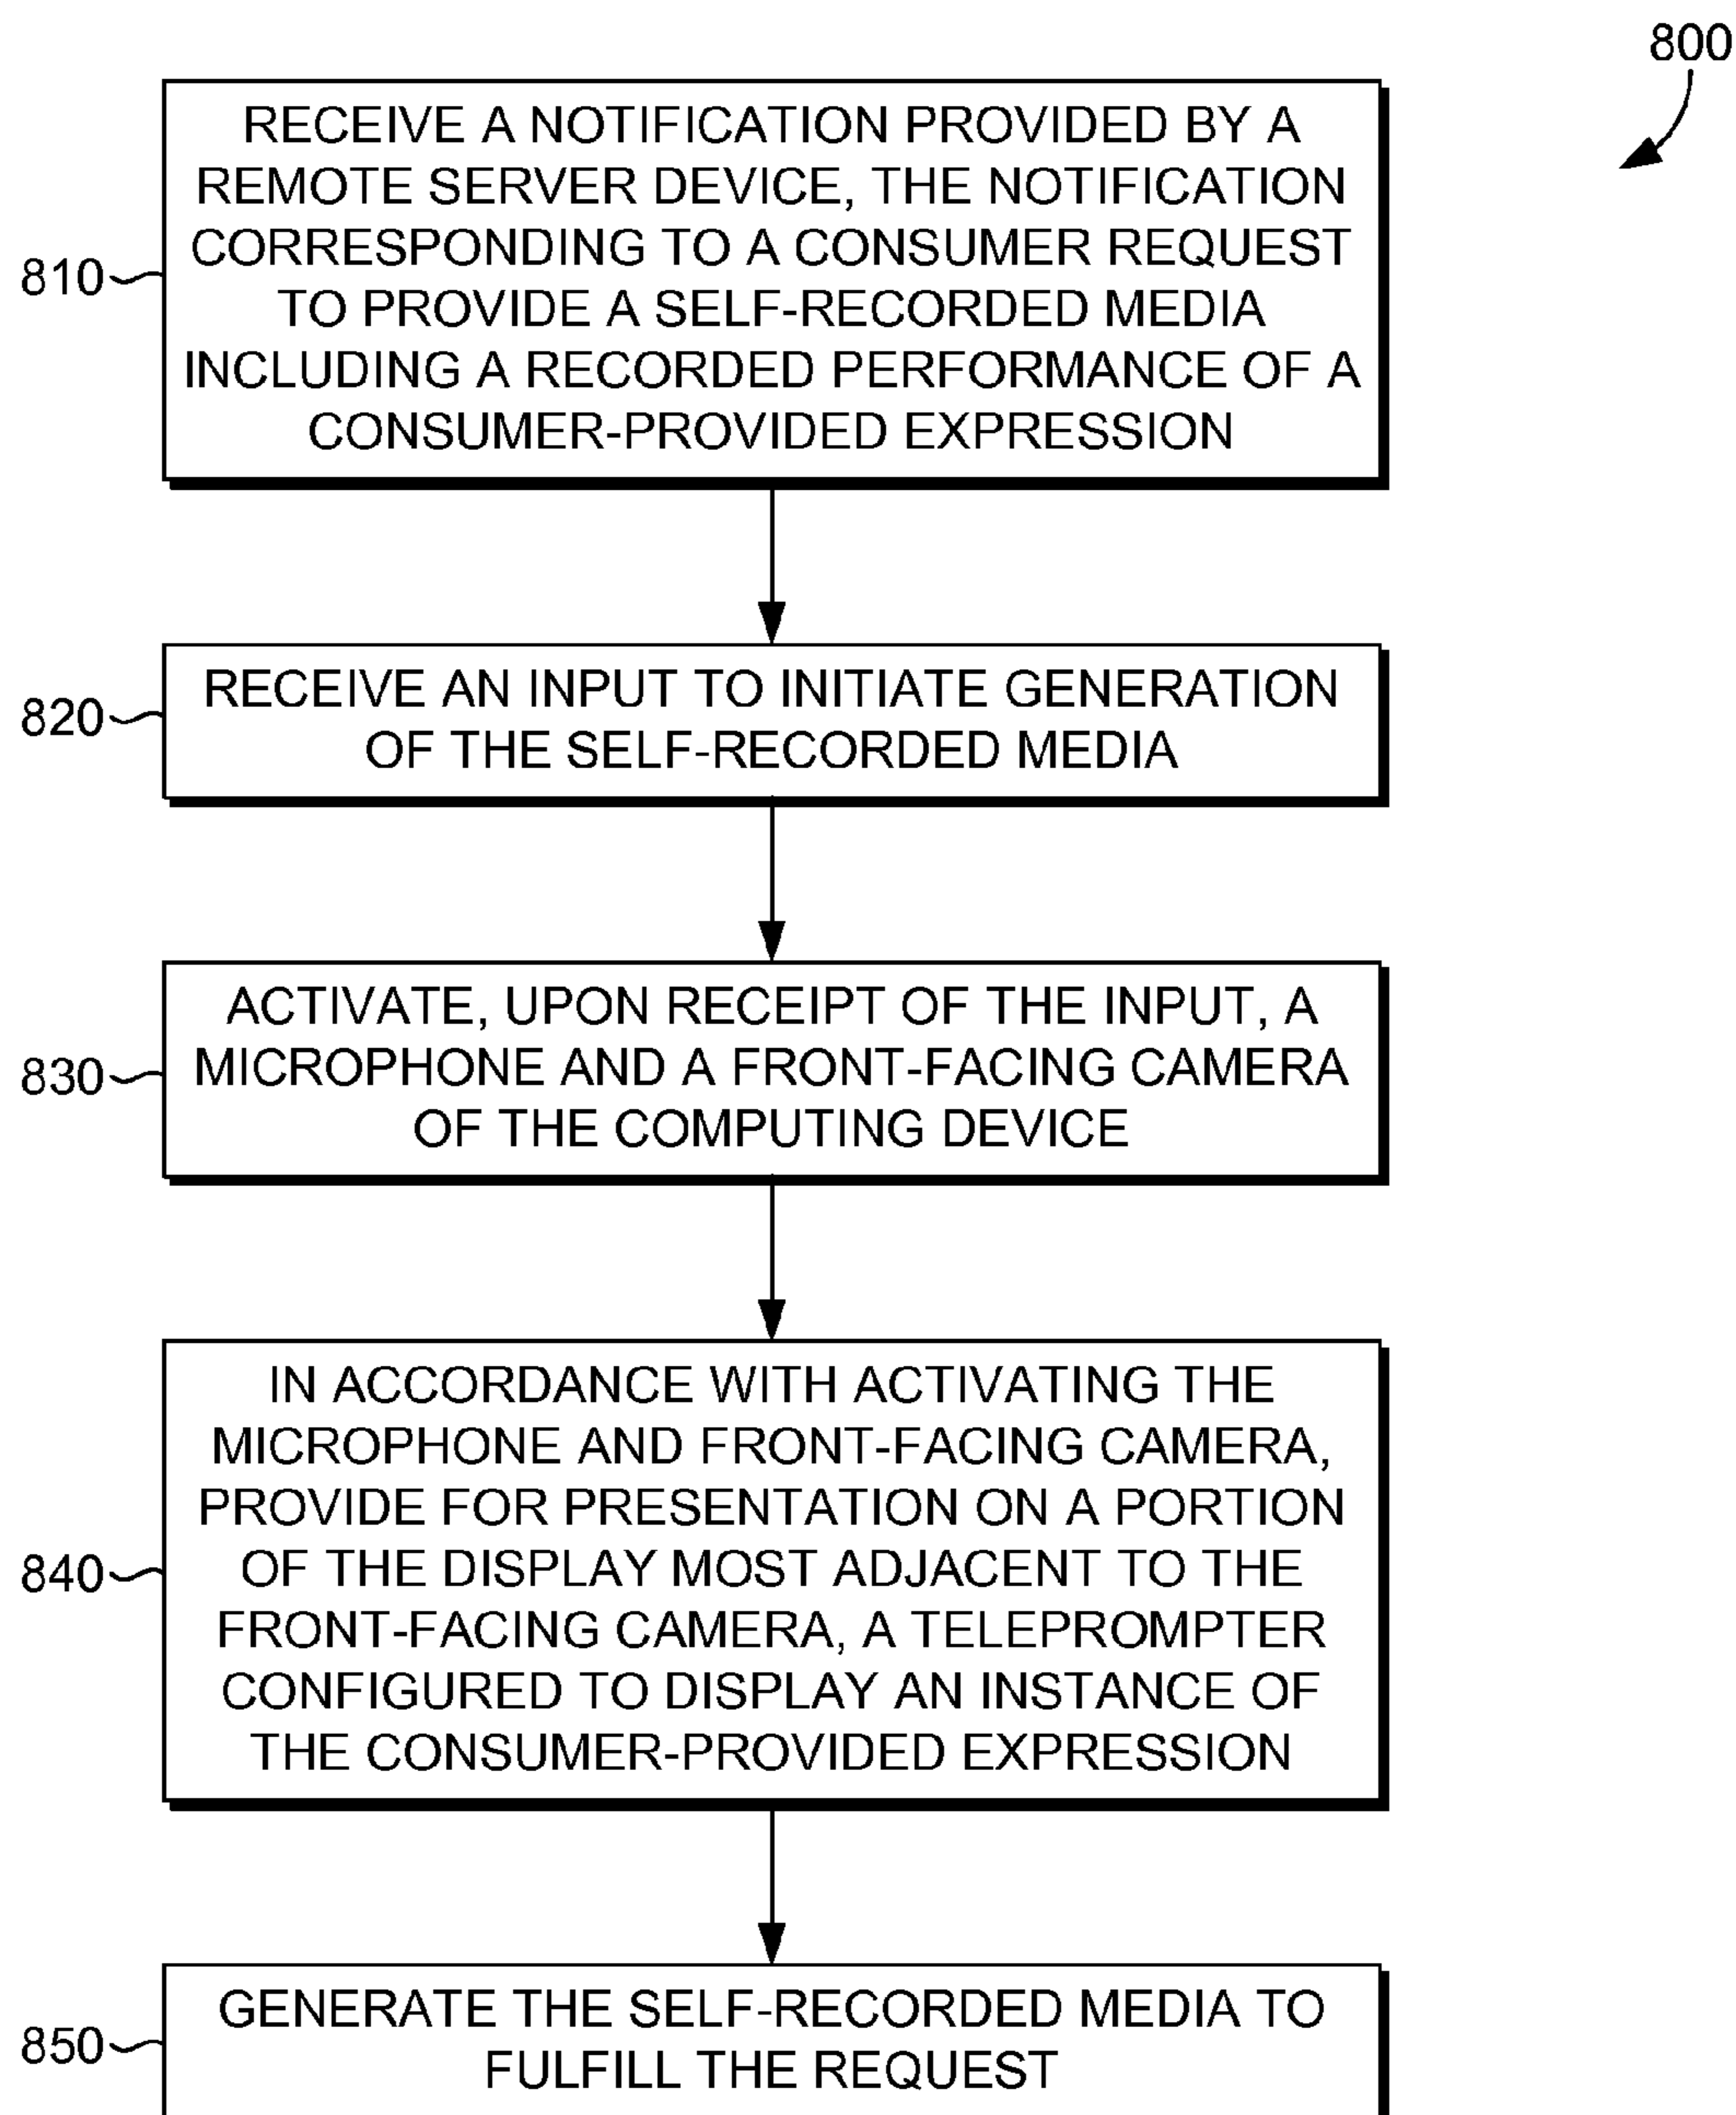 800
RECEIVE A NOTIFICATION PROVIDED BY A
REMOTE SERVER DEVICE, THE NOTIFICATION
CORRESPONDING TO A CONSUMER REQUEST
TO PROVIDE A SELF-RECORDED MEDIA
INCLUDING A RECORDED PERFORMANCE OF A
CONSUMER-PROVIDED EXPRESSION
810
RECEIVE AN INPUT TO INITIATE GENERATION
OF THE SELF-RECORDED MEDIA
820
ACTIVATE, UPON RECEIPT OF THE INPUT, A
MICROPHONE AND A FRONT-FACING CAMERA
OF THE COMPUTING DEVICE
830
IN ACCORDANCE WITH ACTIVATING THE
MICROPHONE AND FRONT-FACING CAMERA,
PROVIDE FOR PRESENTATION ON A PORTION
OF THE DISPLAY MOST ADJACENT TO THE
FRONT-FACING CAMERA, A TELEPROMPTER
CONFIGURED TO DISPLAY AN INSTANCE OF
THE CONSUMER-PROVIDED EXPRESSION
840
GENERATE THE SELF-RECORDED MEDIA TO
FULFILL THE REQUEST
850